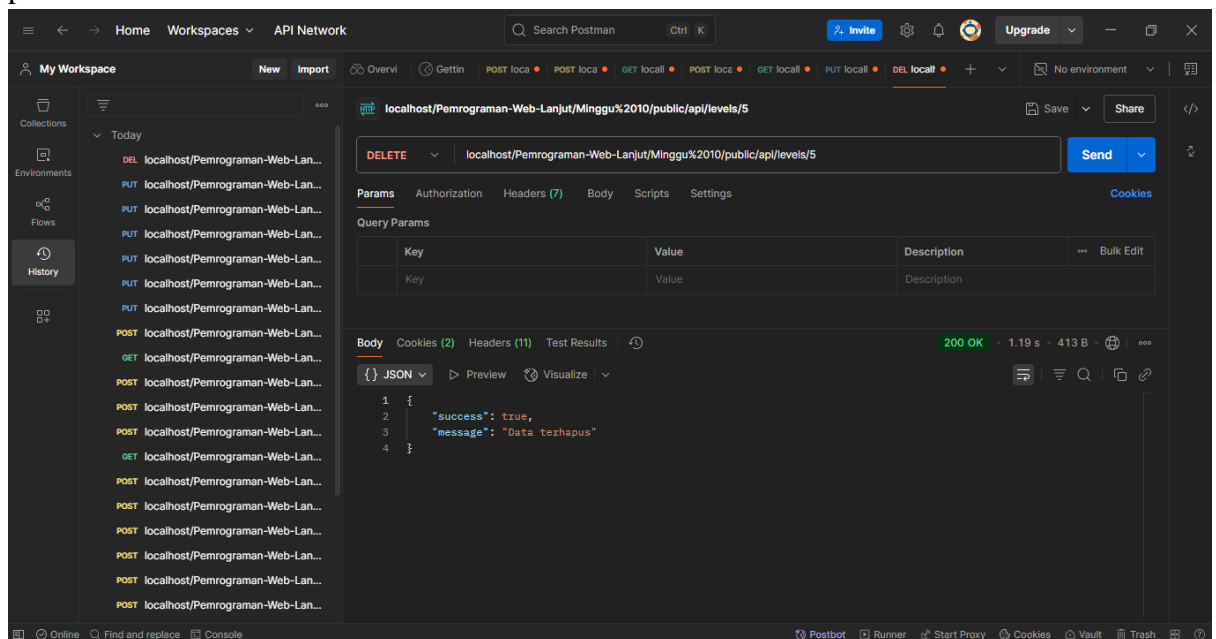 Home Workspaces API Network Search Postman Ctrl K Invite Upgrade
My Workspace New Import Overvi Gettin POST loca POST loca GET locall POST loca GET locall PUT locall DEL locall No environment
Collections
Environments
Flows
History
Today
DEL localhost/Pemrograman-Web-Lan...
PUT localhost/Pemrograman-Web-Lan...
PUT localhost/Pemrograman-Web-Lan...
PUT localhost/Pemrograman-Web-Lan...
PUT localhost/Pemrograman-Web-Lan...
PUT localhost/Pemrograman-Web-Lan...
PUT localhost/Pemrograman-Web-Lan...
POST localhost/Pemrograman-Web-Lan...
GET localhost/Pemrograman-Web-Lan...
POST localhost/Pemrograman-Web-Lan...
POST localhost/Pemrograman-Web-Lan...
POST localhost/Pemrograman-Web-Lan...
GET localhost/Pemrograman-Web-Lan...
POST localhost/Pemrograman-Web-Lan...
POST localhost/Pemrograman-Web-Lan...
POST localhost/Pemrograman-Web-Lan...
POST localhost/Pemrograman-Web-Lan...
POST localhost/Pemrograman-Web-Lan...
POST localhost/Pemrograman-Web-Lan...
HTTP localhost/Pemrograman-Web-Lanjut/Minggu%2010/public/api/levels/5 Save Share
DELETE localhost/Pemrograman-Web-Lanjut/Minggu%2010/public/api/levels/5 Send
Params Authorization Headers (7) Body Scripts Settings Cookies
Query Params
Key Value Description Bulk Edit
Key Value Description
Body Cookies (2) Headers (11) Test Results 200 OK 1.19 s 413 B
{} JSON Preview Visualize
1 {
2 "success": true,
3 "message": "Data terhapus"
4 }
Online Find and replace Console Postbot Runner Start Proxy Cookies Vault Trash